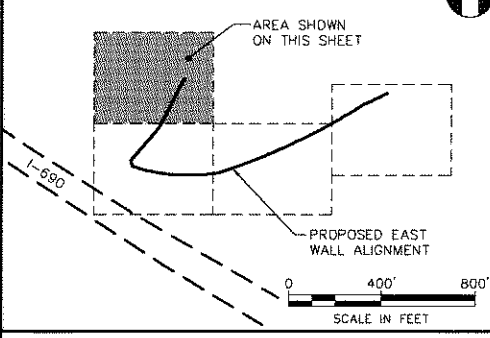 AREA SHOWN
ON THIS SHEET
I-690
PROPOSED EAST
WALL ALIGNMENT
0 400' 800'
SCALE IN FEET